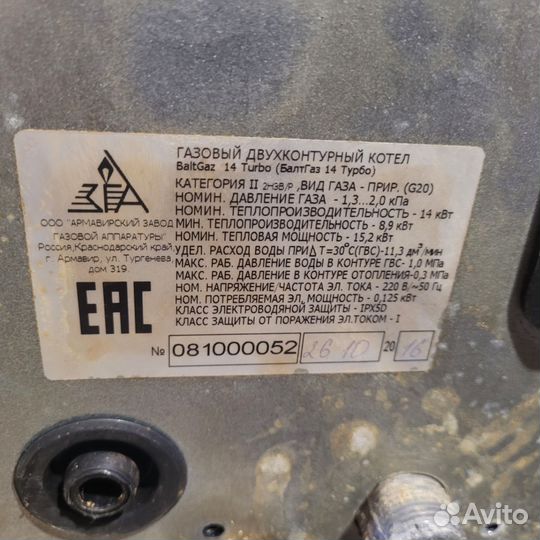 ЗГА
ООО "АРМАВИРСКИЙ ЗАВОД
ГАЗОВОЙ АППАРАТУРЫ"
Россия,Краснодарский край,
г. Армавир, ул. Тургенева
дом 319.
EAC
ГАЗОВЫЙ ДВУХКОНТУРНЫЙ КОТЕЛ
BaltGaz 14 Turbo (БалтГаз 14 Турбо)
КАТЕГОРИЯ II 2H3B/P ,ВИД ГАЗА - ПРИР. (G20)
НОМИН. ДАВЛЕНИЕ ГАЗА - 1,3...2,0 кПа
НОМИН. ТЕПЛОПРОИЗВОДИТЕЛЬНОСТЬ - 14 кВт
МИН. ТЕПЛОПРОИЗВОДИТЕЛЬНОСТЬ - 8,9 кВт
НОМИН. ТЕПЛОВАЯ МОЩНОСТЬ - 15,2 кВт
УДЕЛ. РАСХОД ВОДЫ ПРИ Δ T=30°C(ГВС)-11,3 дм³/мин
МАКС. РАБ. ДАВЛЕНИЕ ВОДЫ В КОНТУРЕ ГВС- 1,0 МПа
МАКС. РАБ. ДАВЛЕНИЕ В КОНТУРЕ ОТОПЛЕНИЯ-0,3 МПа
НОМ. НАПРЯЖЕНИЕ/ЧАСТОТА ЭЛ. ТОКА - 220 В /~50 Гц
НОМ. ПОТРЕБЛЯЕМАЯ ЭЛ. МОЩНОСТЬ - 0,125 кВт
КЛАСС ЭЛЕКТРОВОДЯНОЙ ЗАЩИТЫ - IPX5D
КЛАСС ЗАЩИТЫ ОТ ПОРАЖЕНИЯ ЭЛ.ТОКОМ - I
№ 081000052 26 10 20 16
Avito